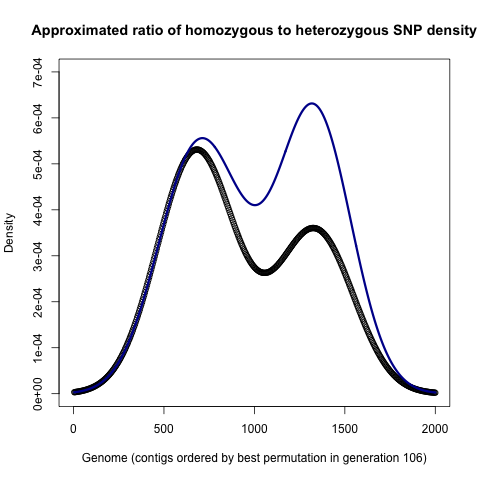 Approximated ratio of homozygous to heterozygous SNP density
7e-04
6e-04
5e-04
4e-04
3e-04
2e-04
1e-04
0e+00
Density
0 500 1000 1500 2000
Genome (contigs ordered by best permutation in generation 106)